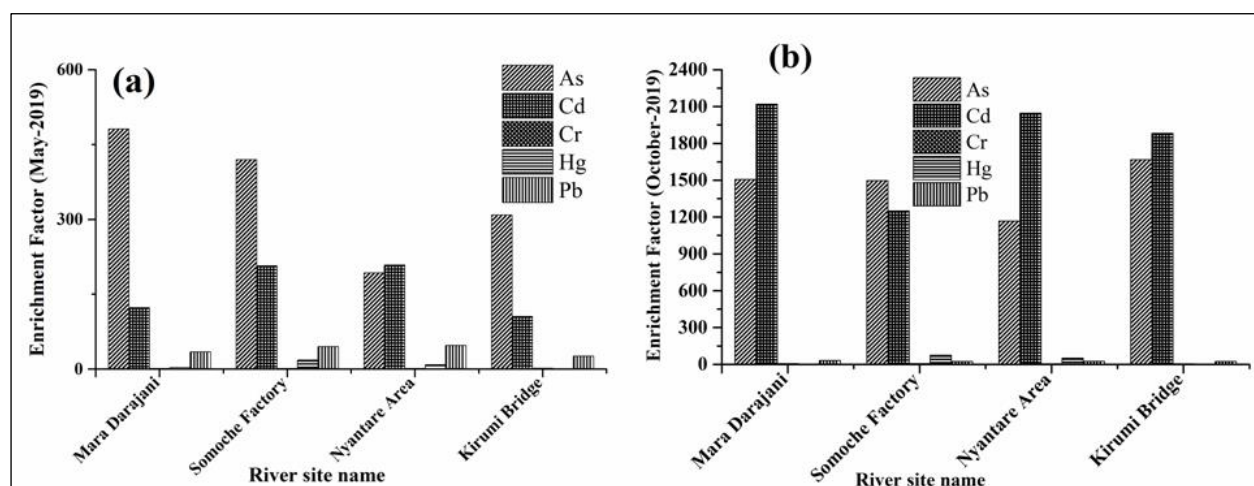 (a)
Enrichment Factor (May-2019)
600
300
0
As
Cd
Cr
Hg
Pb
Mara Darajani
Somoche Factory
Nyantare Area
Kirumi Bridge
River site name
(b)
Enrichment Factor (October-2019)
2400
2100
1800
1500
1200
900
600
300
0
As
Cd
Cr
Hg
Pb
Mara Darajani
Somoche Factory
Nyantare Area
Kirumi Bridge
River site name